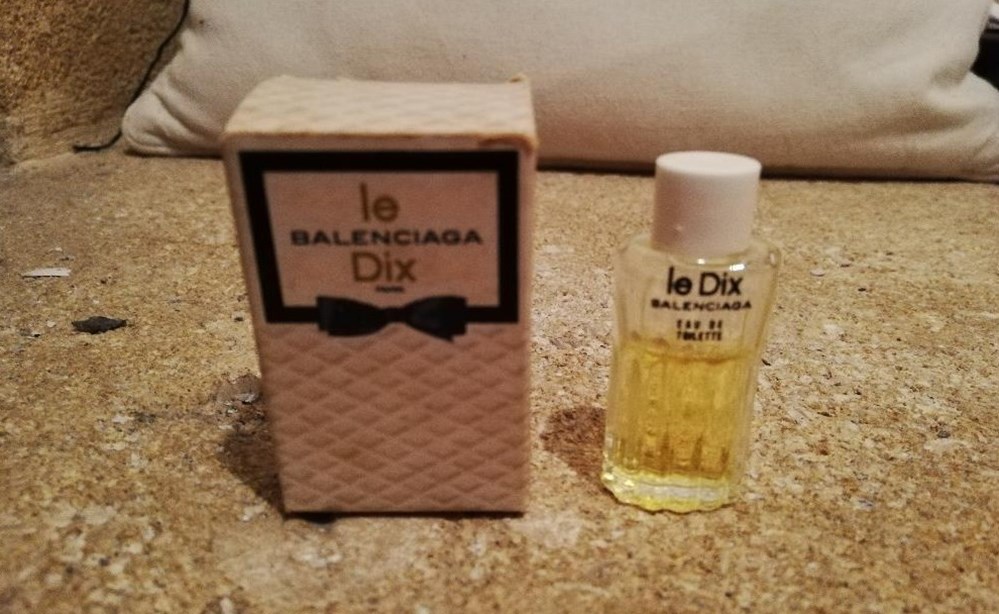 le
BALENCIAGA
Dix
PARIS
le Dix
BALENCIAGA
EAU DE
TOILETTE